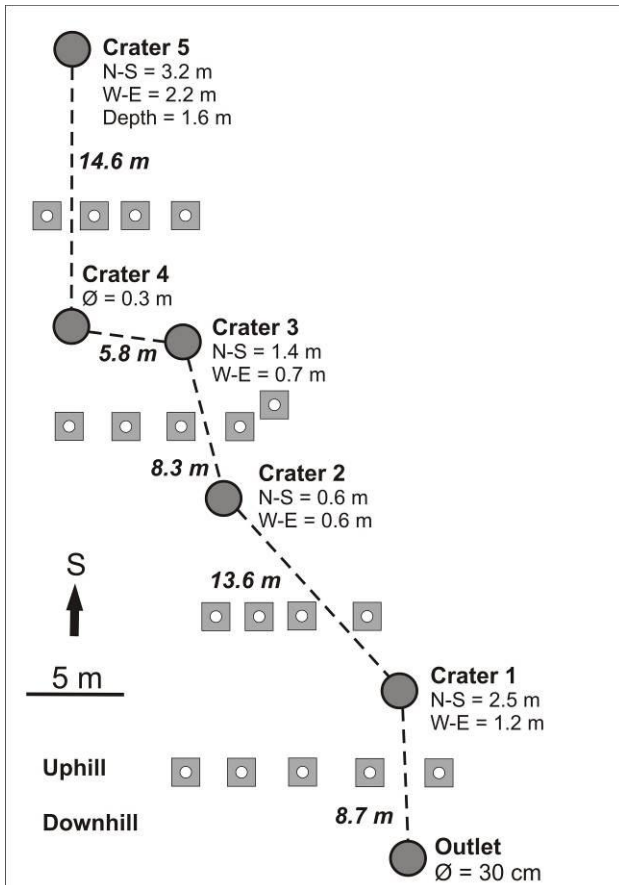 Crater 5
N-S = 3.2 m
W-E = 2.2 m
Depth = 1.6 m
14.6 m
Crater 4
Ø = 0.3 m
Crater 3
N-S = 1.4 m
W-E = 0.7 m
5.8 m
8.3 m
Crater 2
N-S = 0.6 m
W-E = 0.6 m
S
13.6 m
5 m
Crater 1
N-S = 2.5 m
W-E = 1.2 m
Uphill
Downhill
8.7 m
Outlet
Ø = 30 cm